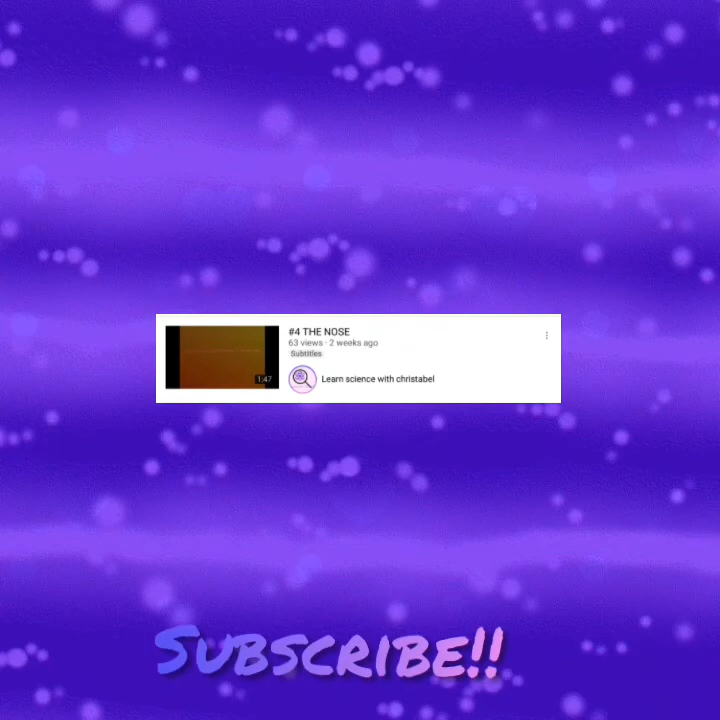 #4 THE NOSE
63 views · 2 weeks ago
Subtitles
1:47
Learn science with christabel
SUBSCRIBE!!